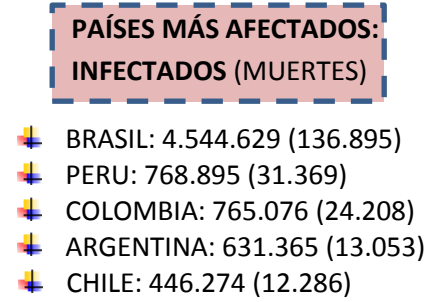 PAÍSES MÁS AFECTADOS:
INFECTADOS (MUERTES)
BRASIL: 4.544.629 (136.895)
PERU: 768.895 (31.369)
COLOMBIA: 765.076 (24.208)
ARGENTINA: 631.365 (13.053)
CHILE: 446.274 (12.286)